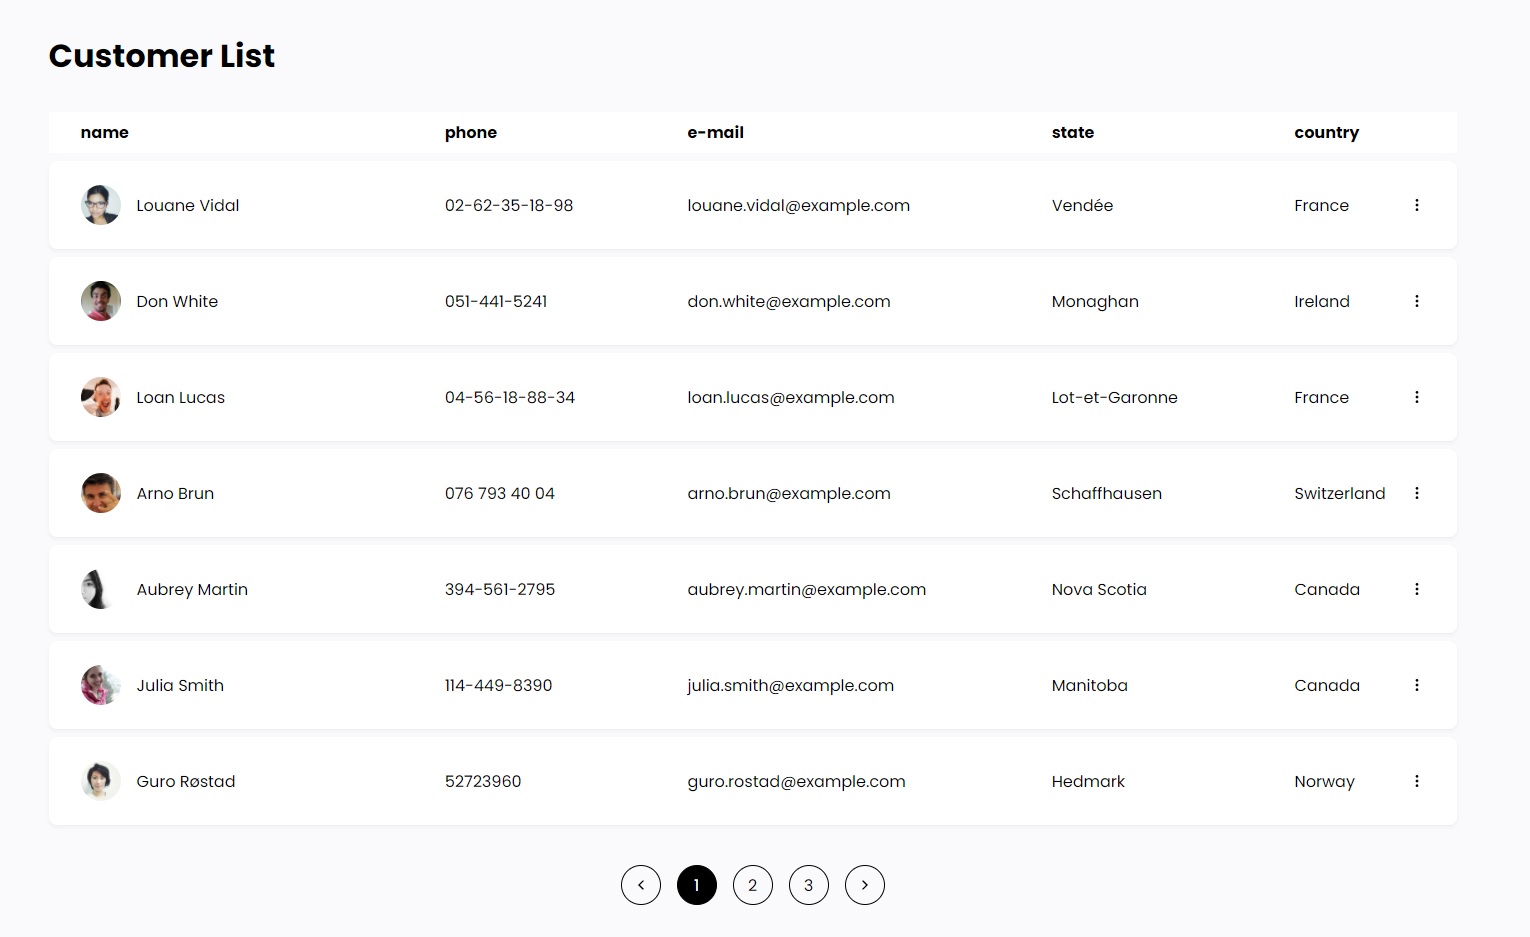 Customer List
name phone e-mail state country
Louane Vidal 02-62-35-18-98 louane.vidal@example.com Vendée France
Don White 051-441-5241 don.white@example.com Monaghan Ireland
Loan Lucas 04-56-18-88-34 loan.lucas@example.com Lot-et-Garonne France
Arno Brun 076 793 40 04 arno.brun@example.com Schaffhausen Switzerland
Aubrey Martin 394-561-2795 aubrey.martin@example.com Nova Scotia Canada
Julia Smith 114-449-8390 julia.smith@example.com Manitoba Canada
Guro Røstad 52723960 guro.rostad@example.com Hedmark Norway
1 2 3